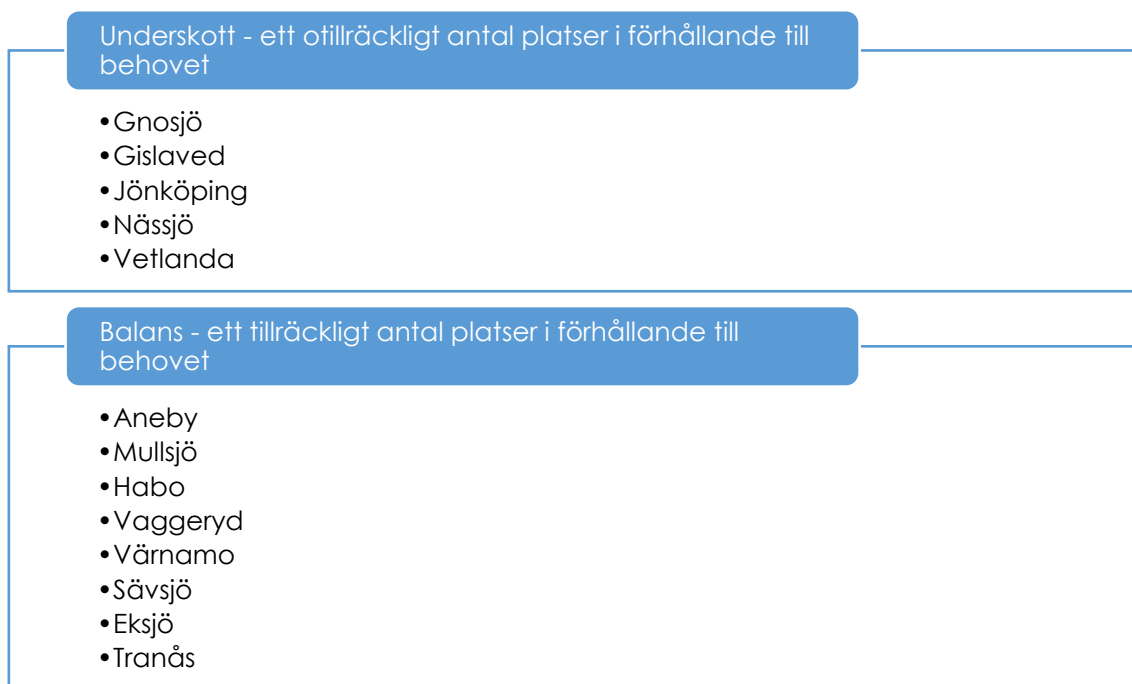 Underskott - ett otillräckligt antal platser i förhållande till
behovet
•Gnosjö
•Gislaved
•Jönköping
•Nässjö
•Vetlanda
Balans - ett tillräckligt antal platser i förhållande till
behovet
•Aneby
•Mullsjö
•Habo
•Vaggeryd
•Värnamo
•Sävsjö
•Eksjö
•Tranås